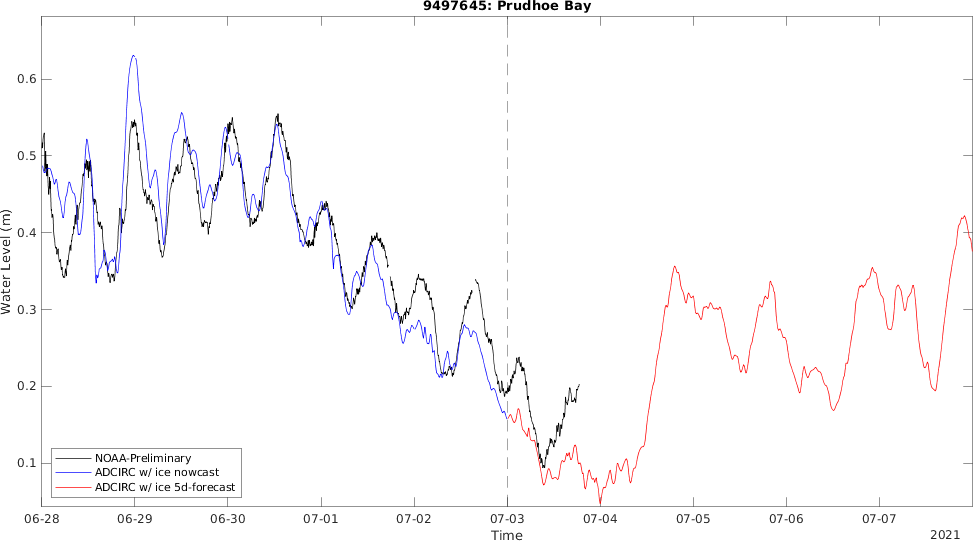 9497645: Prudhoe Bay
Water Level (m)
0.6
0.5
0.4
0.3
0.2
0.1
NOAA-Preliminary
ADCIRC w/ ice nowcast
ADCIRC w/ ice 5d-forecast
06-28 06-29 06-30 07-01 07-02 07-03 07-04 07-05 07-06 07-07
Time
2021